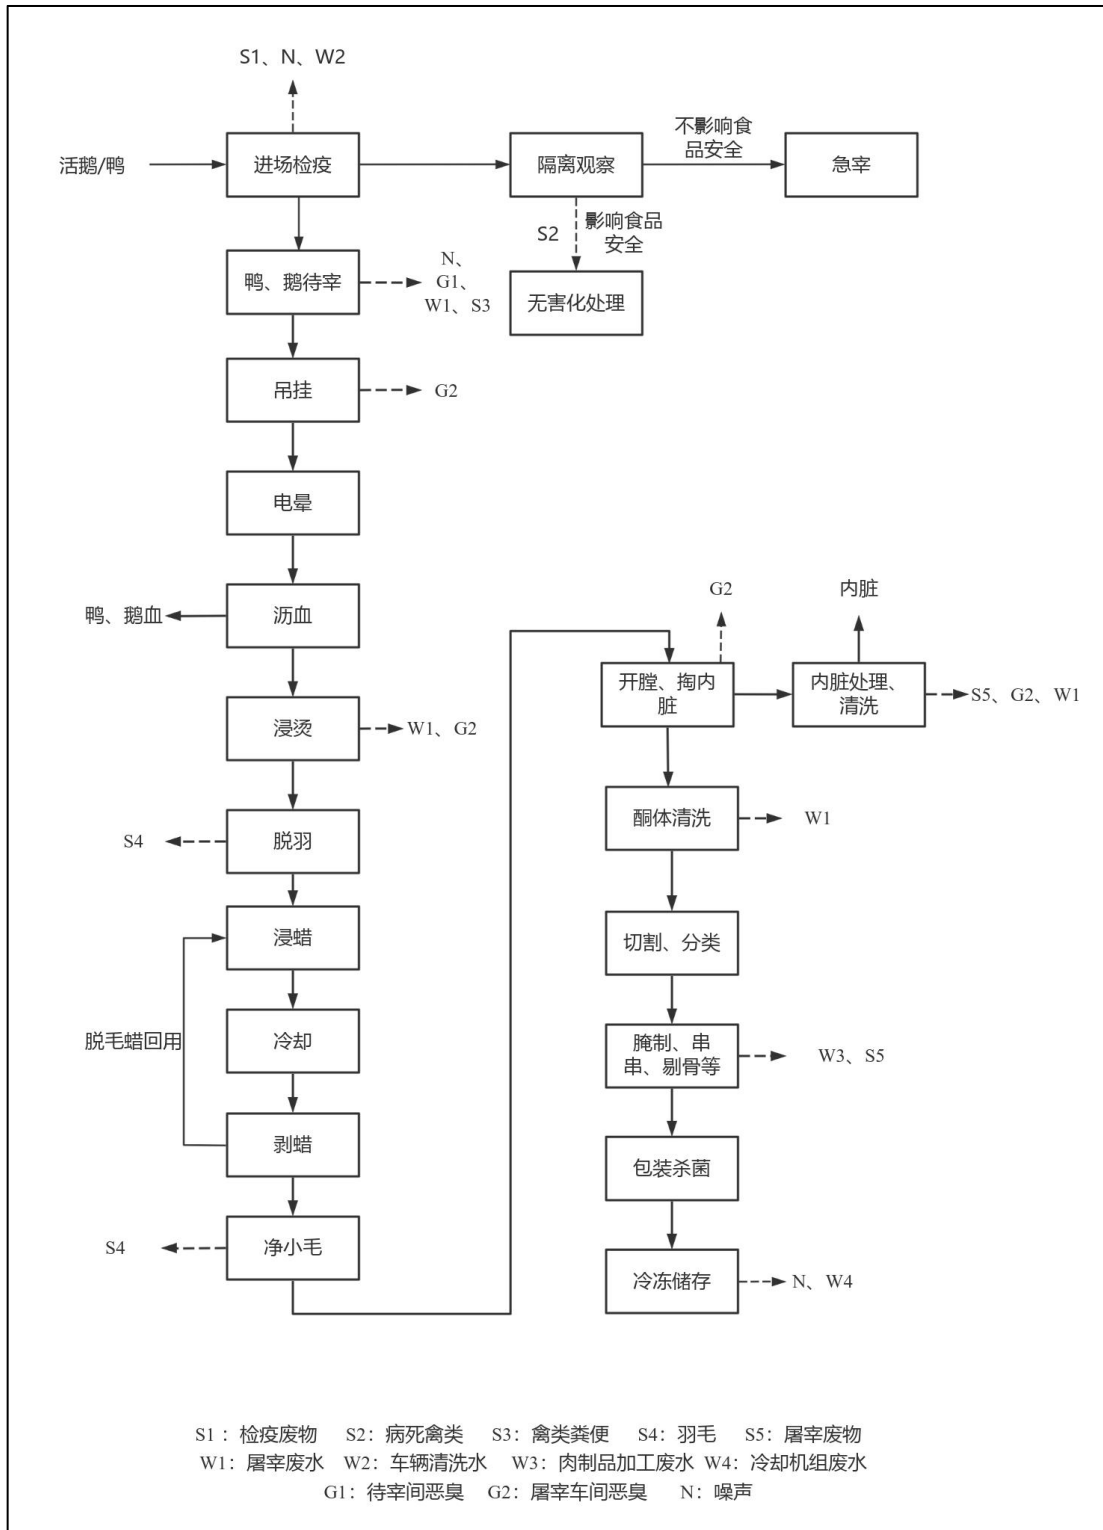 S1、N、W2
活鹅/鸭
进场检疫
隔离观察
不影响食
品安全
急宰
S2
影响食品
安全
无害化处理
鸭、鹅待宰
N、
G1、
W1、S3
吊挂
G2
电晕
沥血
鸭、鹅血
浸烫
W1、G2
脱羽
S4
浸蜡
脱毛蜡回用
冷却
剥蜡
净小毛
S4
G2
内脏
开膛、掏内
脏
内脏处理、
清洗
S5、G2、W1
酮体清洗
W1
切割、分类
腌制、串
串、剔骨等
W3、S5
包装杀菌
冷冻储存
N、W4
S1：检疫废物 S2：病死禽类 S3：禽类粪便 S4：羽毛 S5：屠宰废物
W1：屠宰废水 W2：车辆清洗水 W3：肉制品加工废水 W4：冷却机组废水
G1：待宰间恶臭 G2：屠宰车间恶臭 N：噪声